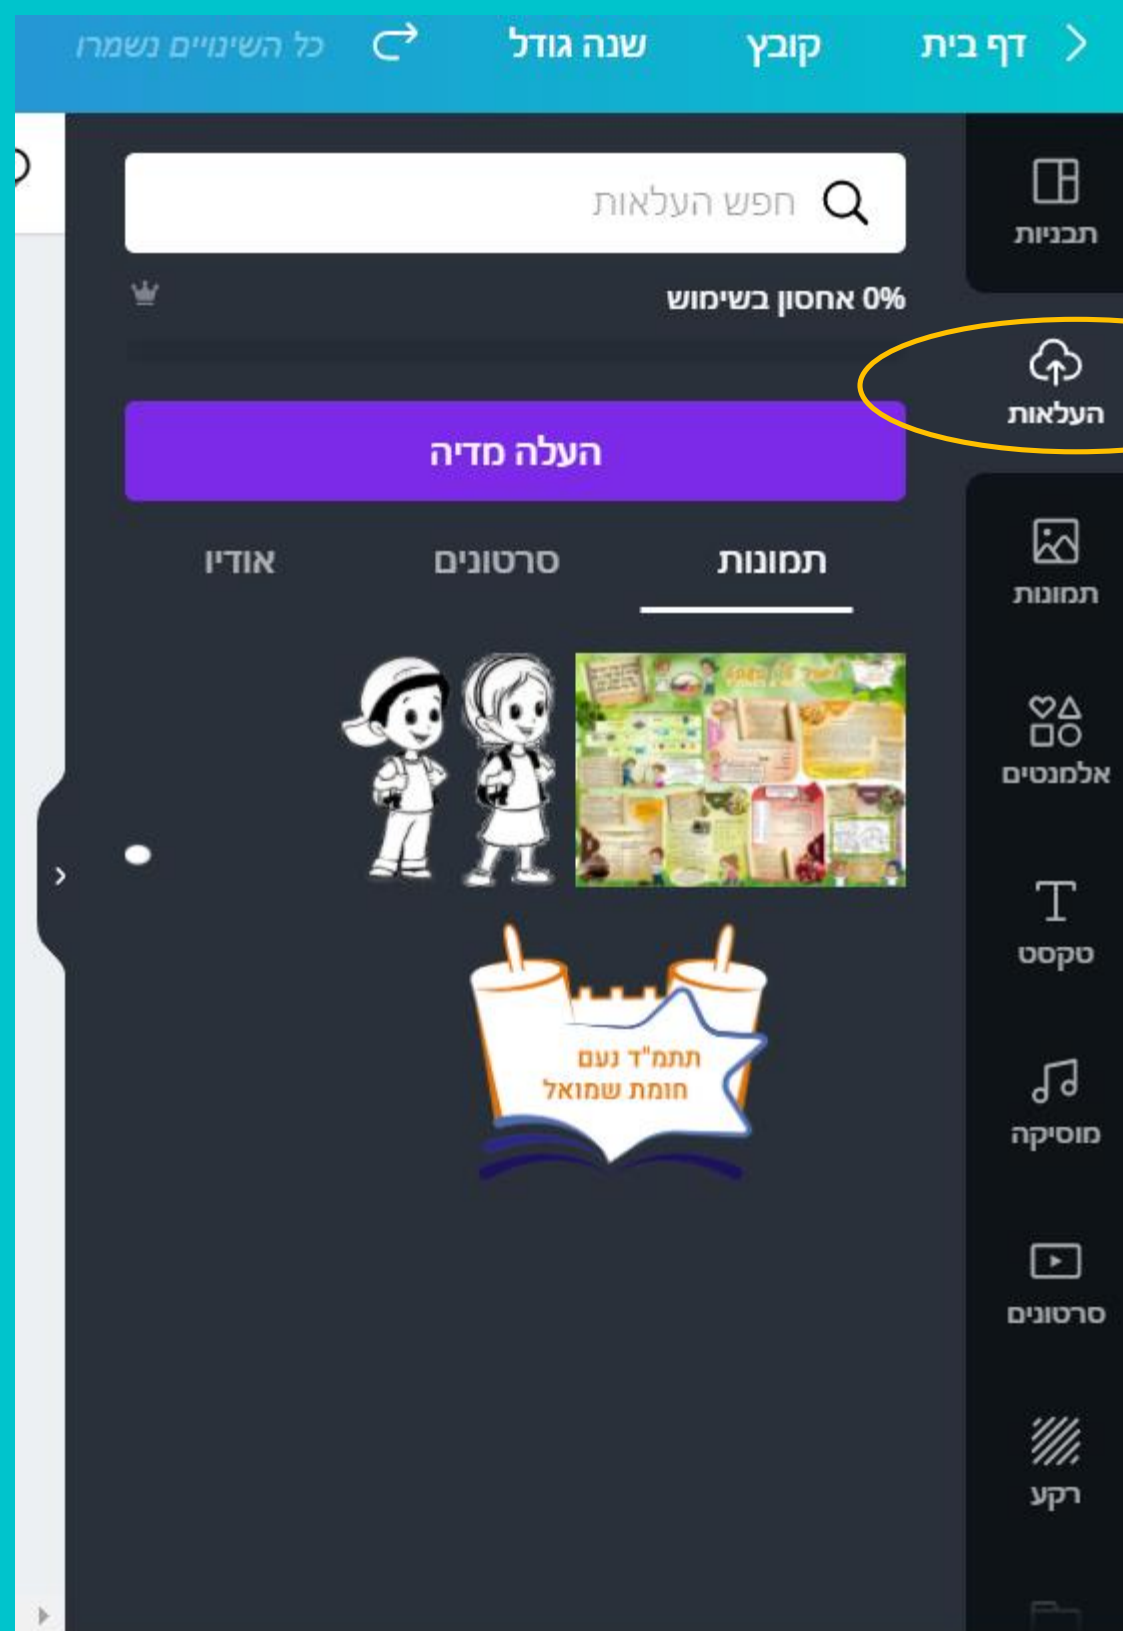 דף בית
קובץ
שנה גודל
כל השינויים נשמרו
תבניות
העלאות
תמונות
אלמנטים
טקסט
מוסיקה
סרטונים
רקע
חפש העלאות
0% אחסון בשימוש
העלה מדיה
תמונות
סרטונים
אודיו
תתמ"ד נעם
חומת שמואל